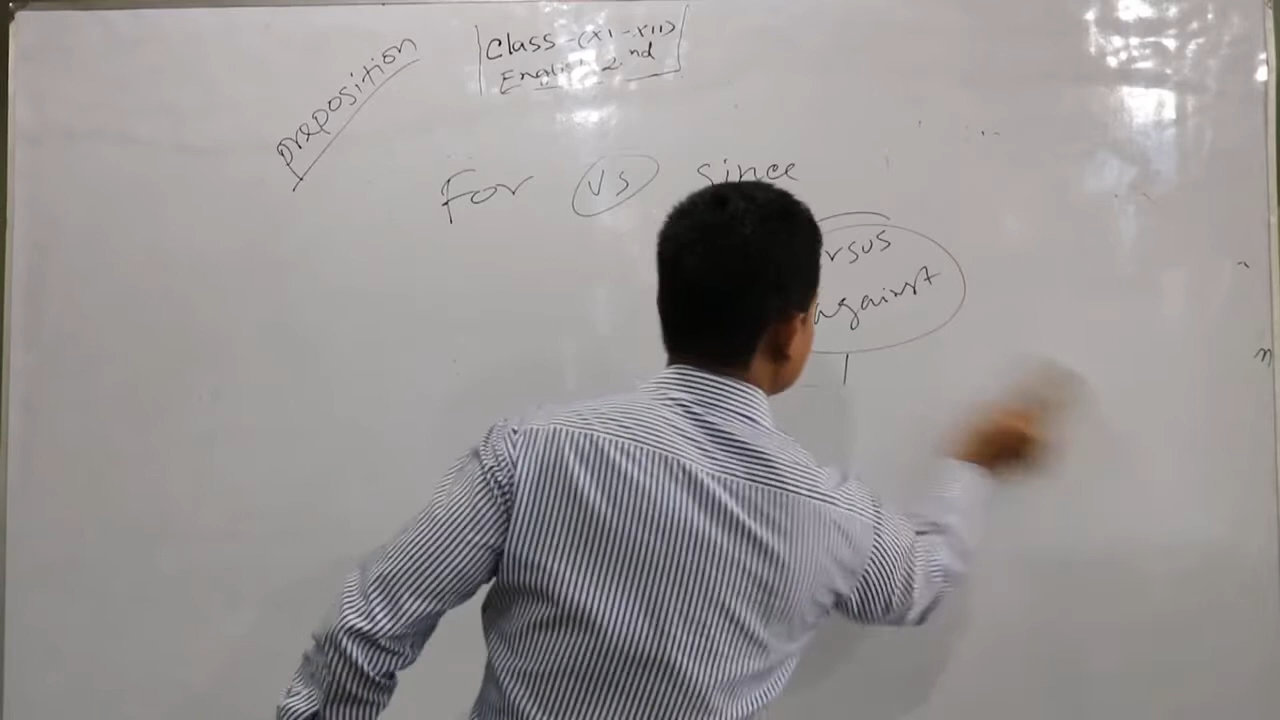 preposition
Class-(XI-XII)
English 2nd
For vs since
rsus
against
n